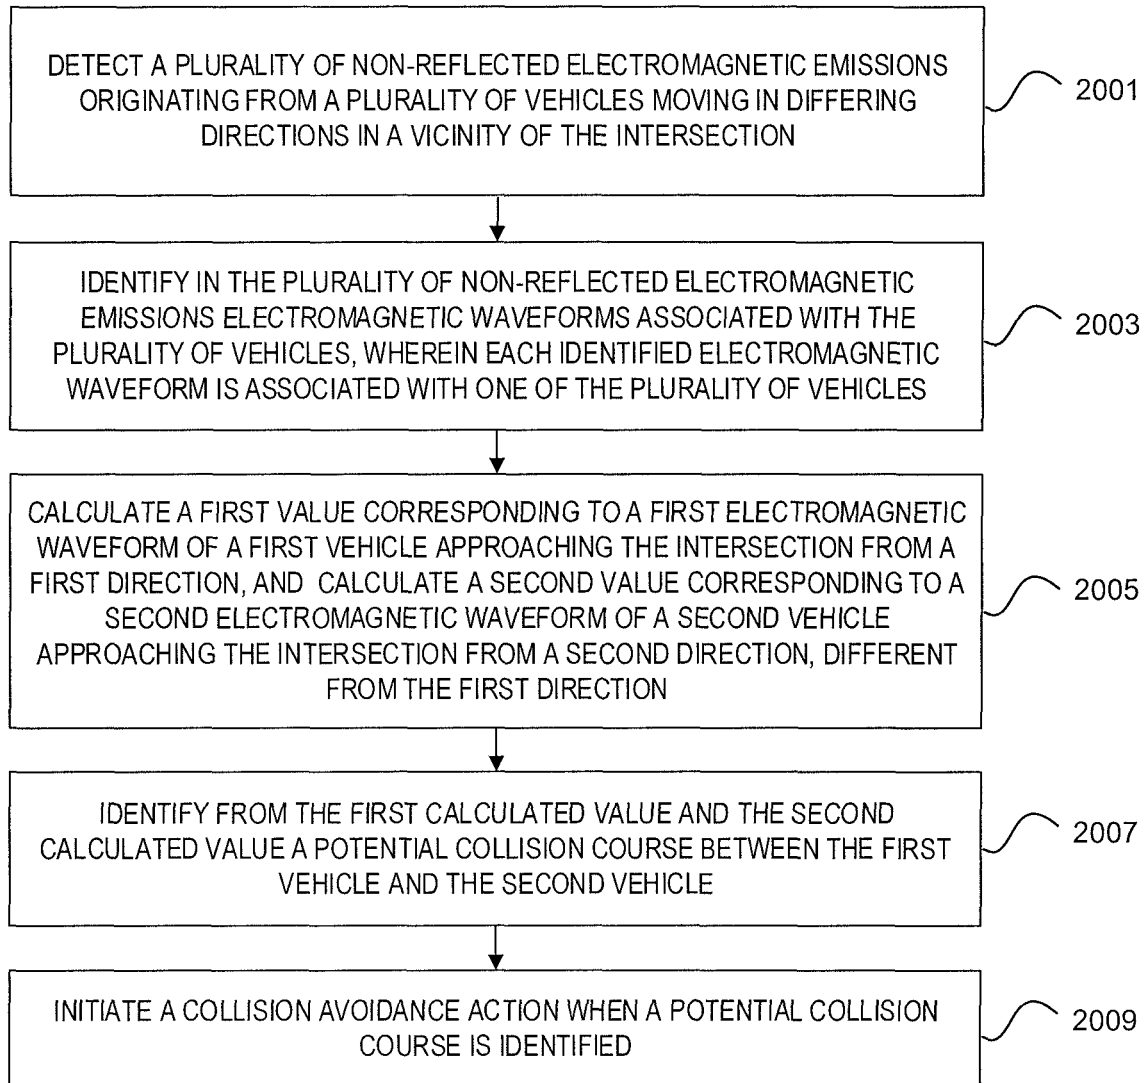 DETECT A PLURALITY OF NON-REFLECTED ELECTROMAGNETIC EMISSIONS
ORIGINATING FROM A PLURALITY OF VEHICLES MOVING IN DIFFERING
DIRECTIONS IN A VICINITY OF THE INTERSECTION
2001
IDENTIFY IN THE PLURALITY OF NON-REFLECTED ELECTROMAGNETIC
EMISSIONS ELECTROMAGNETIC WAVEFORMS ASSOCIATED WITH THE
PLURALITY OF VEHICLES, WHEREIN EACH IDENTIFIED ELECTROMAGNETIC
WAVEFORM IS ASSOCIATED WITH ONE OF THE PLURALITY OF VEHICLES
2003
CALCULATE A FIRST VALUE CORRESPONDING TO A FIRST ELECTROMAGNETIC
WAVEFORM OF A FIRST VEHICLE APPROACHING THE INTERSECTION FROM A
FIRST DIRECTION, AND CALCULATE A SECOND VALUE CORRESPONDING TO A
SECOND ELECTROMAGNETIC WAVEFORM OF A SECOND VEHICLE
APPROACHING THE INTERSECTION FROM A SECOND DIRECTION, DIFFERENT
FROM THE FIRST DIRECTION
2005
IDENTIFY FROM THE FIRST CALCULATED VALUE AND THE SECOND
CALCULATED VALUE A POTENTIAL COLLISION COURSE BETWEEN THE FIRST
VEHICLE AND THE SECOND VEHICLE
2007
INITIATE A COLLISION AVOIDANCE ACTION WHEN A POTENTIAL COLLISION
COURSE IS IDENTIFIED
2009